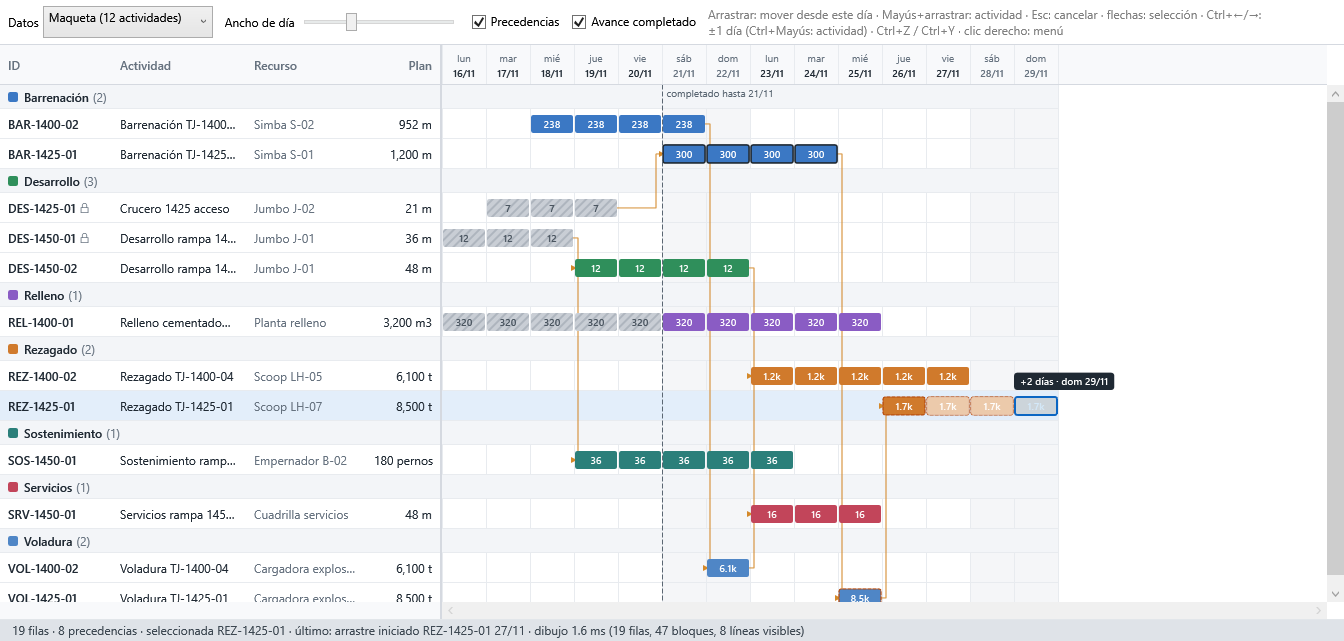 Datos Maqueta (12 actividades) Ancho de día Precedencias Avance completado
Arrastrar: mover desde este día · Mayús+arrastrar: actividad · Esc: cancelar · flechas: selección · Ctrl+←/→:
±1 día (Ctrl+Mayús: actividad) · Ctrl+Z / Ctrl+Y · clic derecho: menú
ID Actividad Recurso Plan
lun mar mié jue vie sáb dom lun mar mié jue vie sáb dom
16/11 17/11 18/11 19/11 20/11 21/11 22/11 23/11 24/11 25/11 26/11 27/11 28/11 29/11
Barrenación (2) completado hasta 21/11
BAR-1400-02 Barrenación TJ-1400... Simba S-02 952 m 238 238 238 238
BAR-1425-01 Barrenación TJ-1425... Simba S-01 1,200 m 300 300 300 300
Desarrollo (3)
DES-1425-01 Crucero 1425 acceso Jumbo J-02 21 m 7 7 7
DES-1450-01 Desarrollo rampa 14... Jumbo J-01 36 m 12 12 12
DES-1450-02 Desarrollo rampa 14... Jumbo J-01 48 m 12 12 12 12
Relleno (1)
REL-1400-01 Relleno cementado... Planta relleno 3,200 m3 320 320 320 320 320 320 320 320 320 320
Rezagado (2)
REZ-1400-02 Rezagado TJ-1400-04 Scoop LH-05 6,100 t 1.2k 1.2k 1.2k 1.2k 1.2k
+2 días · dom 29/11
REZ-1425-01 Rezagado TJ-1425-01 Scoop LH-07 8,500 t 1.7k 1.7k 1.7k 1.7k
Sostenimiento (1)
SOS-1450-01 Sostenimiento ramp... Empernador B-02 180 pernos 36 36 36 36 36
Servicios (1)
SRV-1450-01 Servicios rampa 145... Cuadrilla servicios 48 m 16 16 16
Voladura (2)
VOL-1400-02 Voladura TJ-1400-04 Cargadora explos... 6,100 t 6.1k
VOL-1425-01 Voladura TJ-1425-01 Cargadora explos... 8,500 t 8.5k
19 filas · 8 precedencias · seleccionada REZ-1425-01 · último: arrastre iniciado REZ-1425-01 27/11 · dibujo 1.6 ms (19 filas, 47 bloques, 8 líneas visibles)